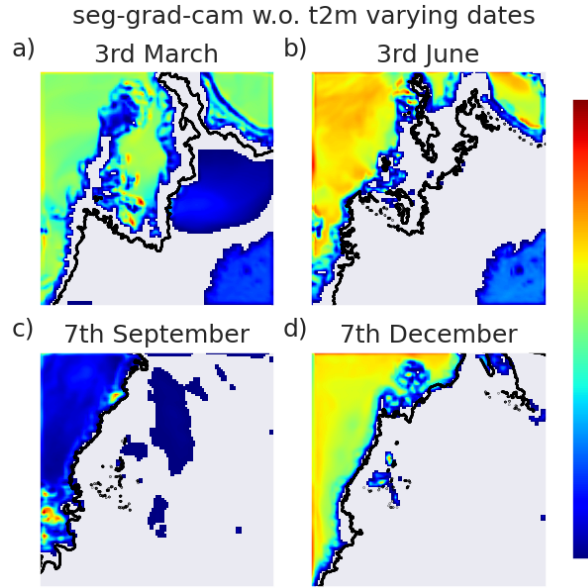 seg-grad-cam w.o. t2m varying dates
a) 3rd March
b) 3rd June
c) 7th September
d) 7th December